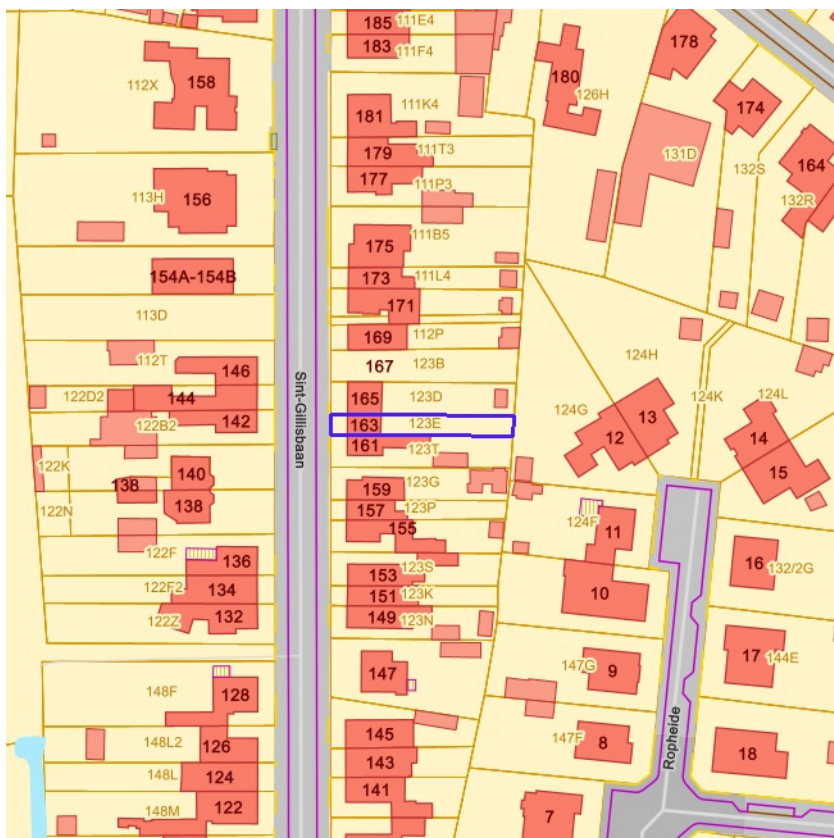 185
111E4
183
111F4
178
158
112X
180
126H
174
181
111K4
131D
132S
164
132R
179
111T3
177
111P3
156
113H
175
111B5
154A-154B
173
111L4
171
113D
169
112P
167
123B
124H
112T
146
Sint-Gillisbaan
165
123D
124K
124L
122D2
144
163
123E
124G
13
122B2
142
161
123T
12
14
122K
140
15
138
159
123G
122N
138
157
123P
124F
11
155
122F
136
16
132/2G
153
123S
122F2
134
151
123K
10
122Z
132
149
123N
17
144E
147
147G
9
148F
128
Ropheide
148L2
126
145
147F
8
18
148L
124
143
141
148M
122
7